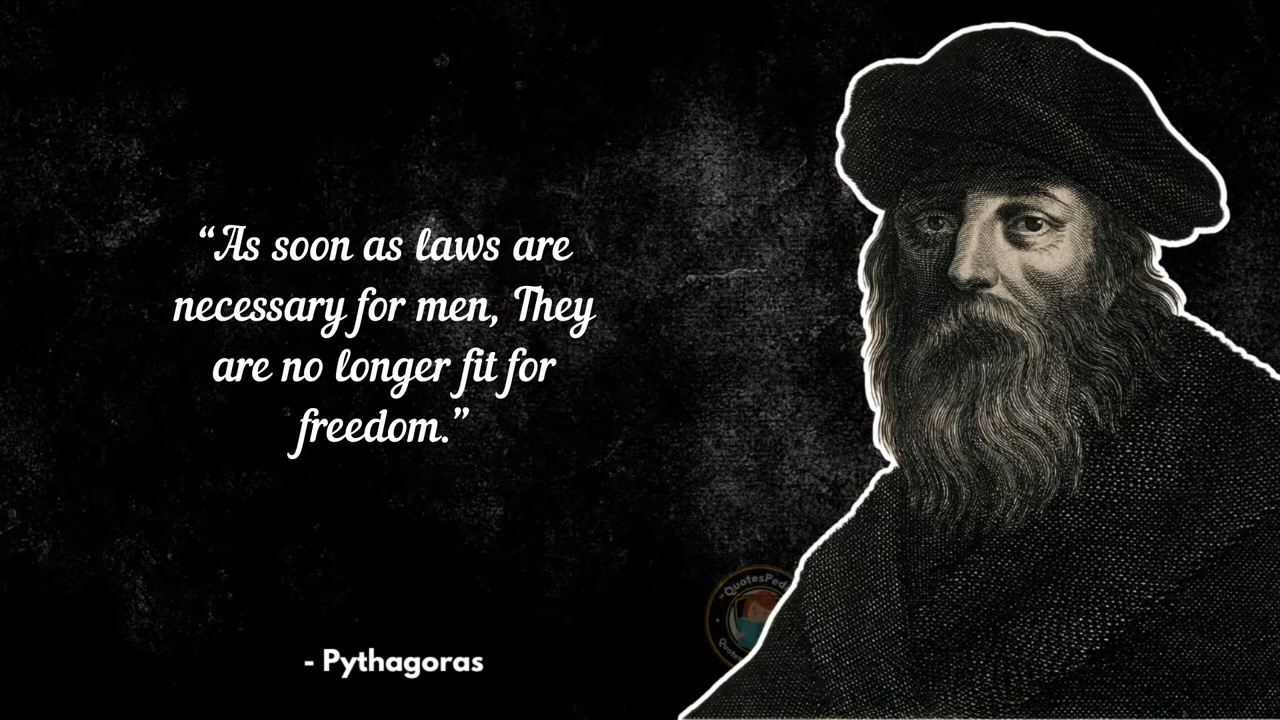 “As soon as laws are
necessary for men, They
are no longer fit for
freedom.”
- Pythagoras